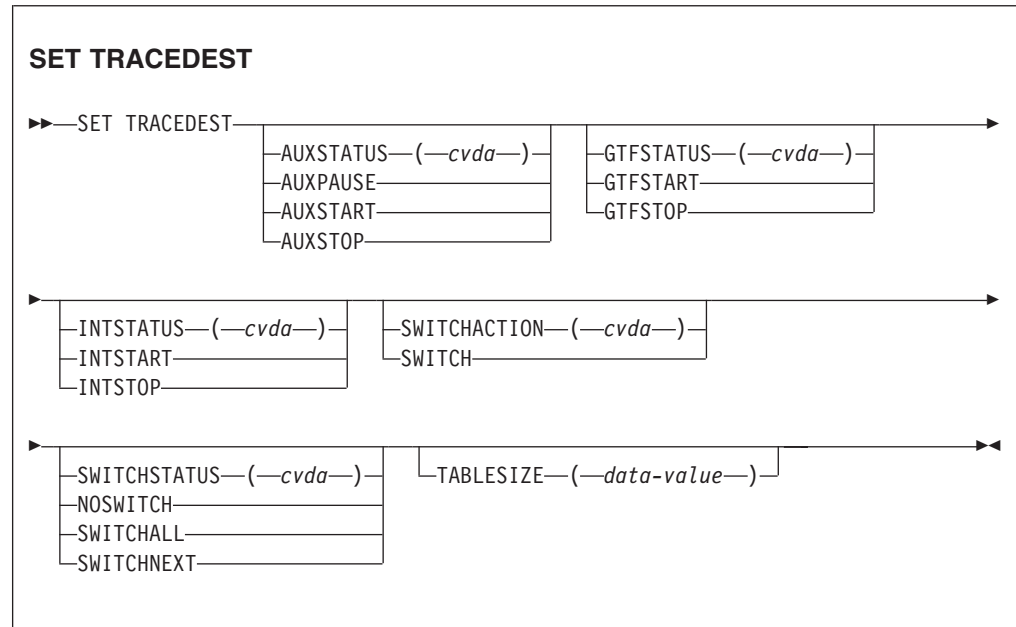 SET TRACEDEST
SET TRACEDEST
AUXSTATUS ( cvda )
AUXPAUSE
AUXSTART
AUXSTOP
GTFSTATUS ( cvda )
GTFSTART
GTFSTOP
INTSTATUS ( cvda )
INTSTART
INTSTOP
SWITCHACTION ( cvda )
SWITCH
SWITCHSTATUS ( cvda )
NOSWITCH
SWITCHALL
SWITCHNEXT
TABLESIZE ( data-value )